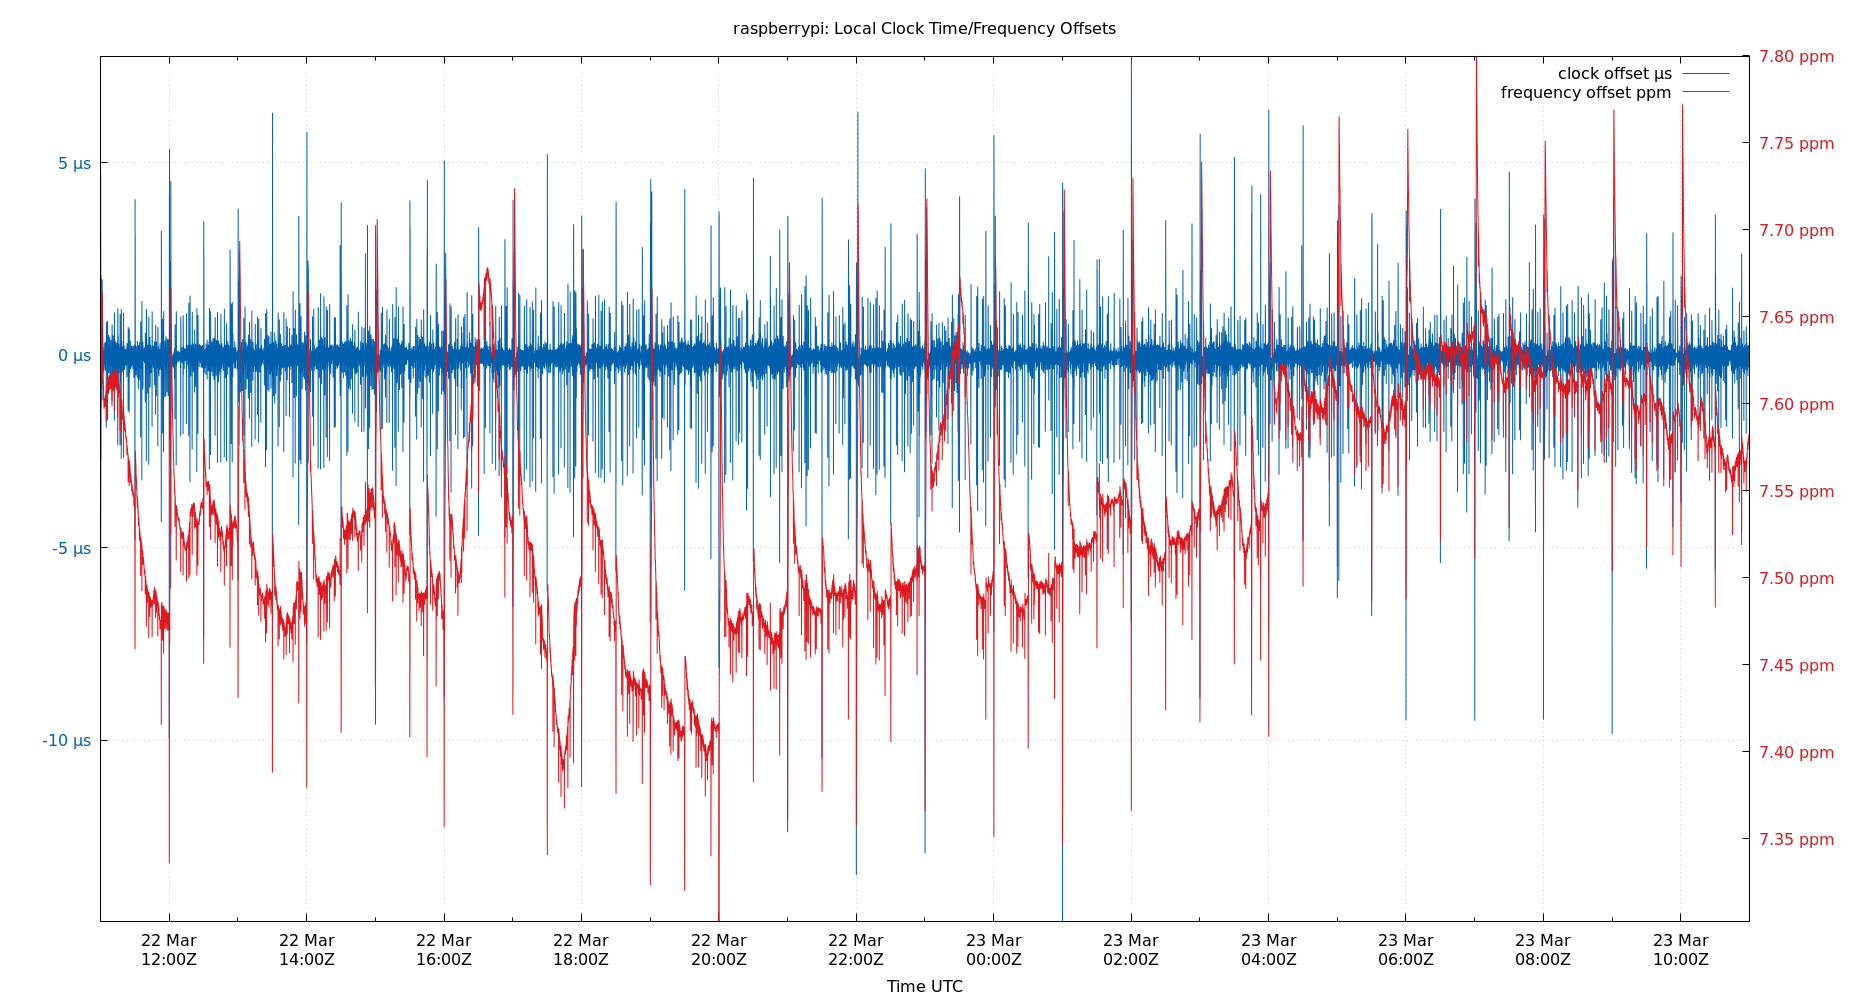 raspberrypi: Local Clock Time/Frequency Offsets
clock offset µs
frequency offset ppm
5 µs
0 µs
-5 µs
-10 µs
7.80 ppm
7.75 ppm
7.70 ppm
7.65 ppm
7.60 ppm
7.55 ppm
7.50 ppm
7.45 ppm
7.40 ppm
7.35 ppm
22 Mar 22 Mar 22 Mar 22 Mar 22 Mar 22 Mar 23 Mar 23 Mar 23 Mar 23 Mar 23 Mar 23 Mar
12:00Z 14:00Z 16:00Z 18:00Z 20:00Z 22:00Z 00:00Z 02:00Z 04:00Z 06:00Z 08:00Z 10:00Z
Time UTC